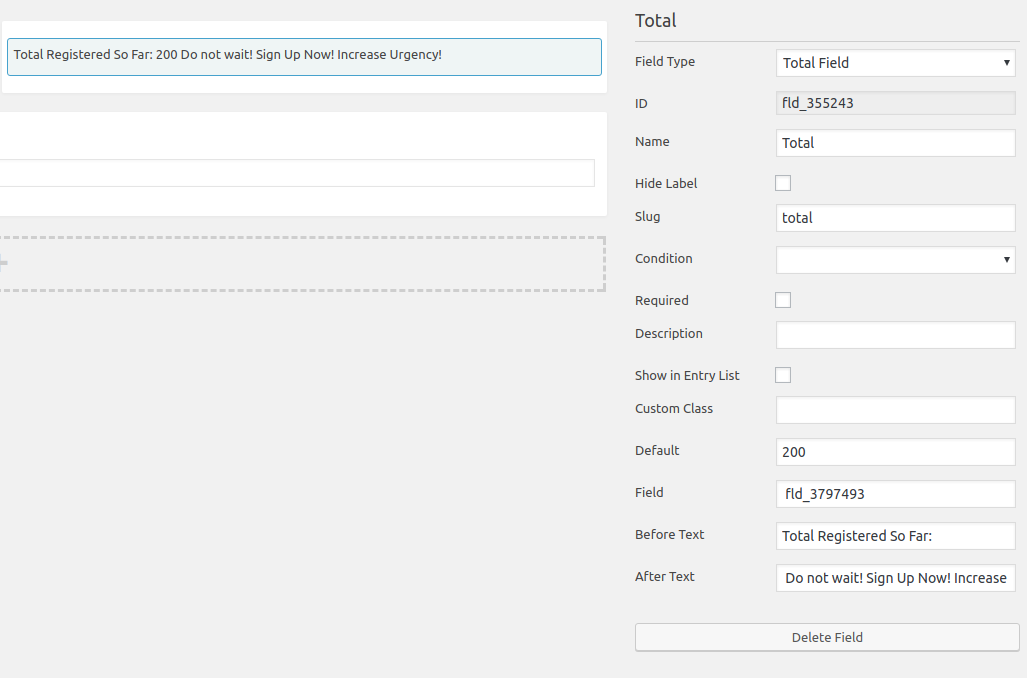 Total Registered So Far: 200 Do not wait! Sign Up Now! Increase Urgency!
Total
Field Type
Total Field
ID
fld_355243
Name
Total
Hide Label
Slug
total
Condition
Required
Description
Show in Entry List
Custom Class
Default
200
Field
fld_3797493
Before Text
Total Registered So Far:
After Text
Do not wait! Sign Up Now! Increase
Delete Field